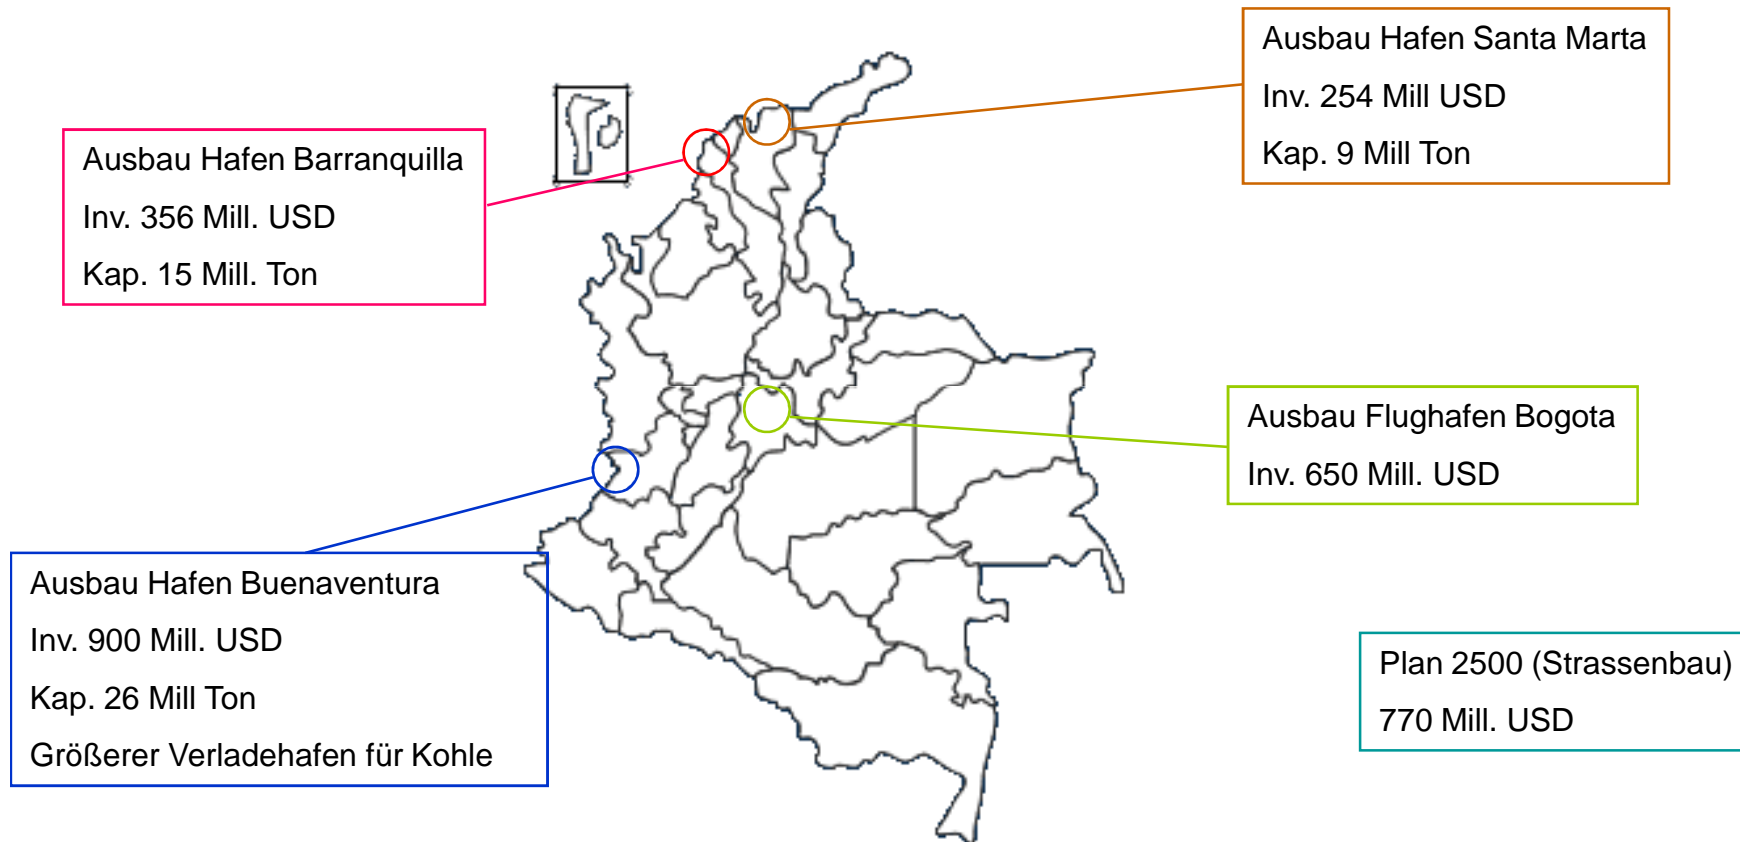 Ausbau Hafen Santa Marta
Inv. 254 Mill USD
Kap. 9 Mill Ton
Ausbau Hafen Barranquilla
Inv. 356 Mill. USD
Kap. 15 Mill. Ton
Ausbau Flughafen Bogota
Inv. 650 Mill. USD
Ausbau Hafen Buenaventura
Inv. 900 Mill. USD
Kap. 26 Mill Ton
Größerer Verladehafen für Kohle
Plan 2500 (Strassenbau)
770 Mill. USD